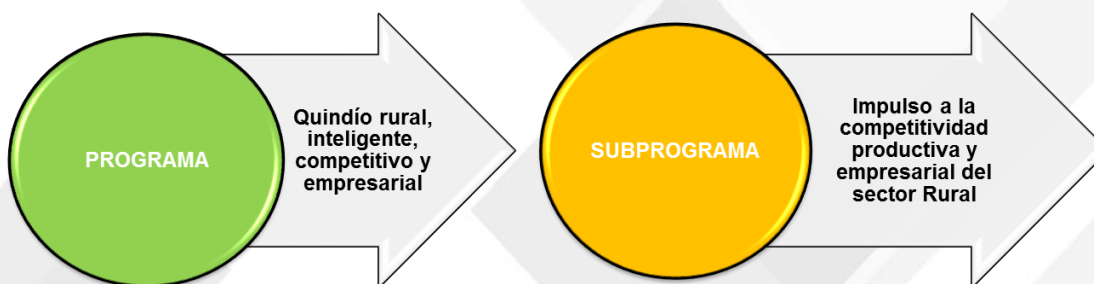 PROGRAMA
Quindío rural,
inteligente,
competitivo y
empresarial
SUBPROGRAMA
Impulso a la
competitividad
productiva y
empresarial del
sector Rural